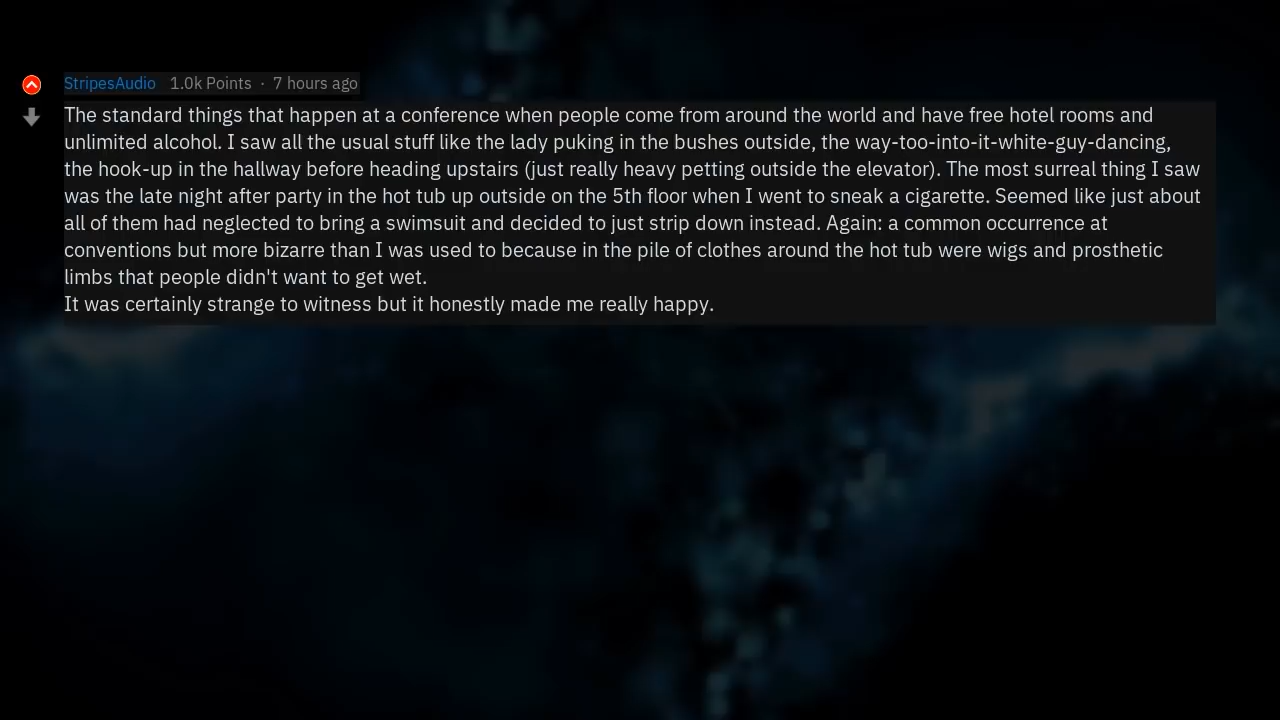 StripesAudio 1.0k Points · 7 hours ago
The standard things that happen at a conference when people come from around the world and have free hotel rooms and
unlimited alcohol. I saw all the usual stuff like the lady puking in the bushes outside, the way-too-into-it-white-guy-dancing,
the hook-up in the hallway before heading upstairs (just really heavy petting outside the elevator). The most surreal thing I saw
was the late night after party in the hot tub up outside on the 5th floor when I went to sneak a cigarette. Seemed like just about
all of them had neglected to bring a swimsuit and decided to just strip down instead. Again: a common occurrence at
conventions but more bizarre than I was used to because in the pile of clothes around the hot tub were wigs and prosthetic
limbs that people didn't want to get wet.
It was certainly strange to witness but it honestly made me really happy.